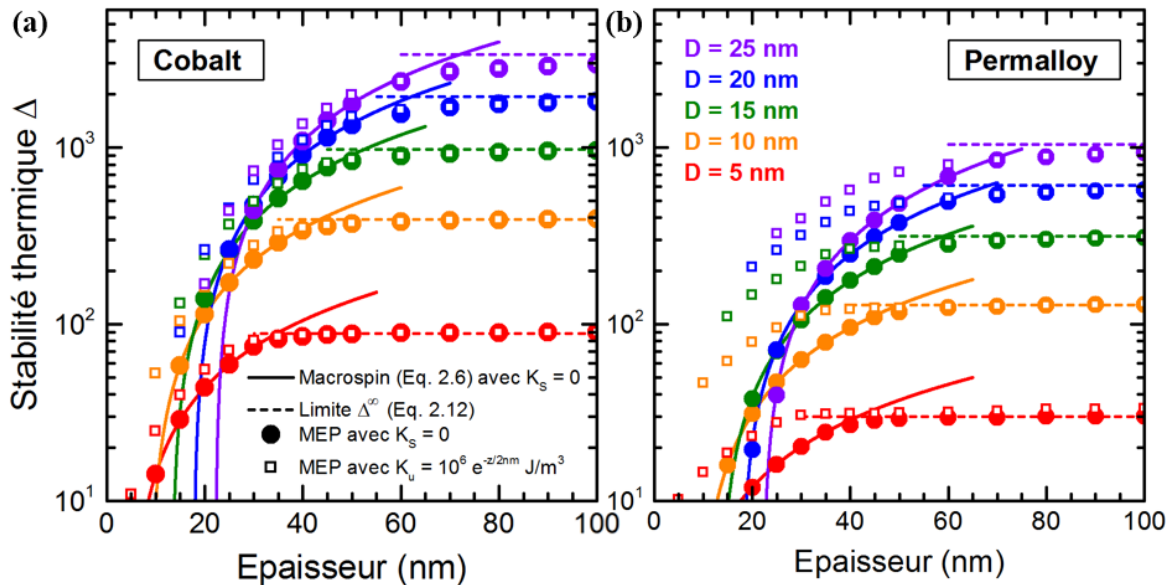 (a)
Cobalt
(b)
Permalloy
D = 25 nm
D = 20 nm
D = 15 nm
D = 10 nm
D = 5 nm
Stabilité thermique Δ
10³
10²
10¹
10³
10²
10¹
Macrospin (Eq. 2.6) avec K_S = 0
Limite Δ^∞ (Eq. 2.12)
MEP avec K_S = 0
MEP avec K_u = 10⁶ e^{-z/2nm} J/m³
0 20 40 60 80 100
0 20 40 60 80 100
Epaisseur (nm)
Epaisseur (nm)